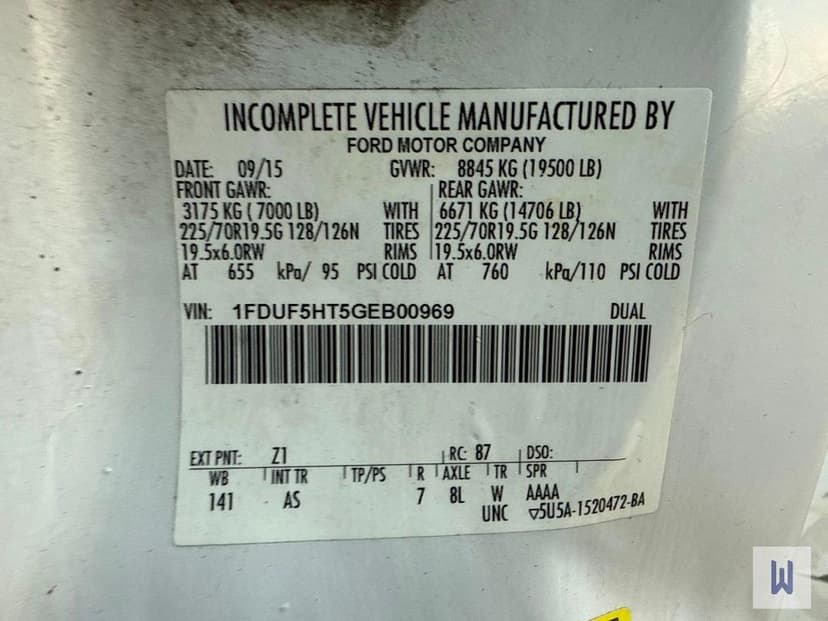 INCOMPLETE VEHICLE MANUFACTURED BY
FORD MOTOR COMPANY
DATE: 09/15 GVWR: 8845 KG (19500 LB)
FRONT GAWR: REAR GAWR:
3175 KG ( 7000 LB) WITH 6671 KG (14706 LB) WITH
225/70R19.5G 128/126N TIRES 225/70R19.5G 128/126N TIRES
19.5x6.0RW RIMS 19.5x6.0RW RIMS
AT 655 kPa/ 95 PSI COLD AT 760 kPa/110 PSI COLD
VIN: 1FDUF5HT5GEB00969 DUAL
EXT PNT: Z1 RC: 87 DSO:
WB INT TR TP/PS R AXLE TR SPR
141 AS 7 8L W AAAA
UNC ▽5U5A-1520472-BA
W